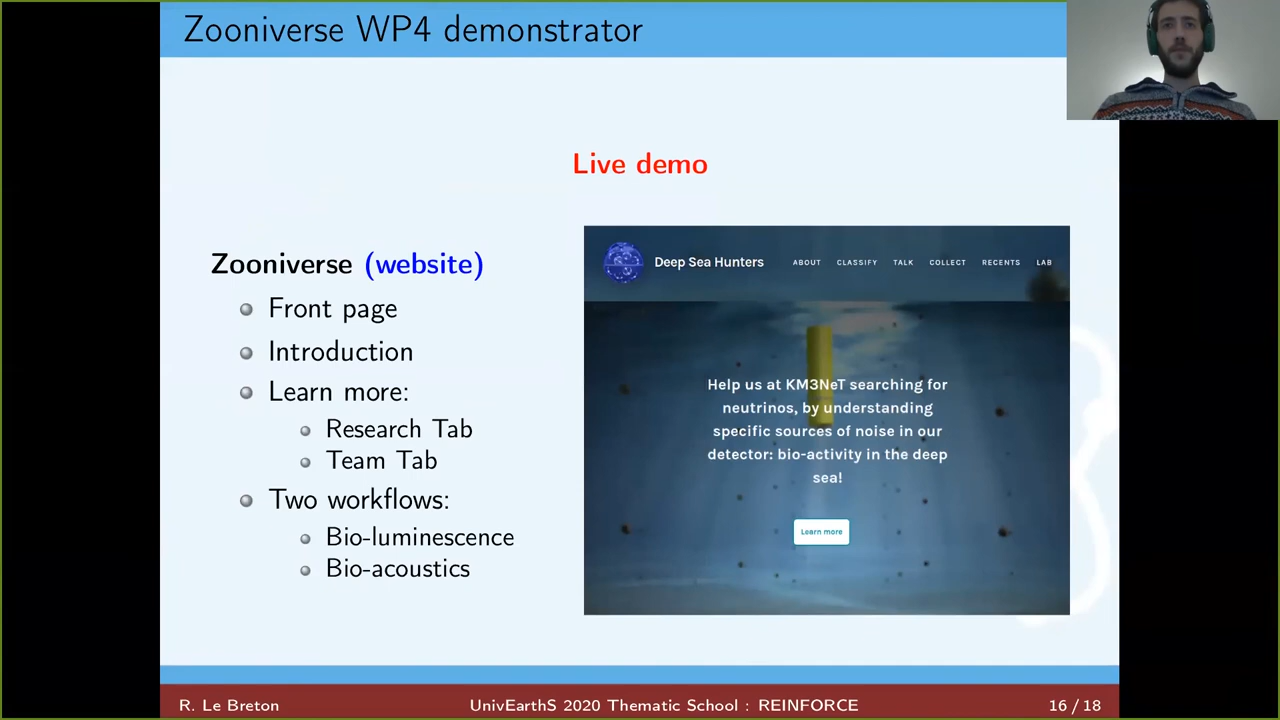 Zooniverse WP4 demonstrator
Live demo
Zooniverse (website)
Front page
Introduction
Learn more:
Research Tab
Team Tab
Two workflows:
Bio-luminescence
Bio-acoustics
Deep Sea Hunters
ABOUT CLASSIFY TALK COLLECT RECENTS LAB
Help us at KM3NeT searching for
neutrinos, by understanding
specific sources of noise in our
detector: bio-activity in the deep
sea!
Learn more
R. Le Breton UnivEarthS 2020 Thematic School : REINFORCE 16 / 18